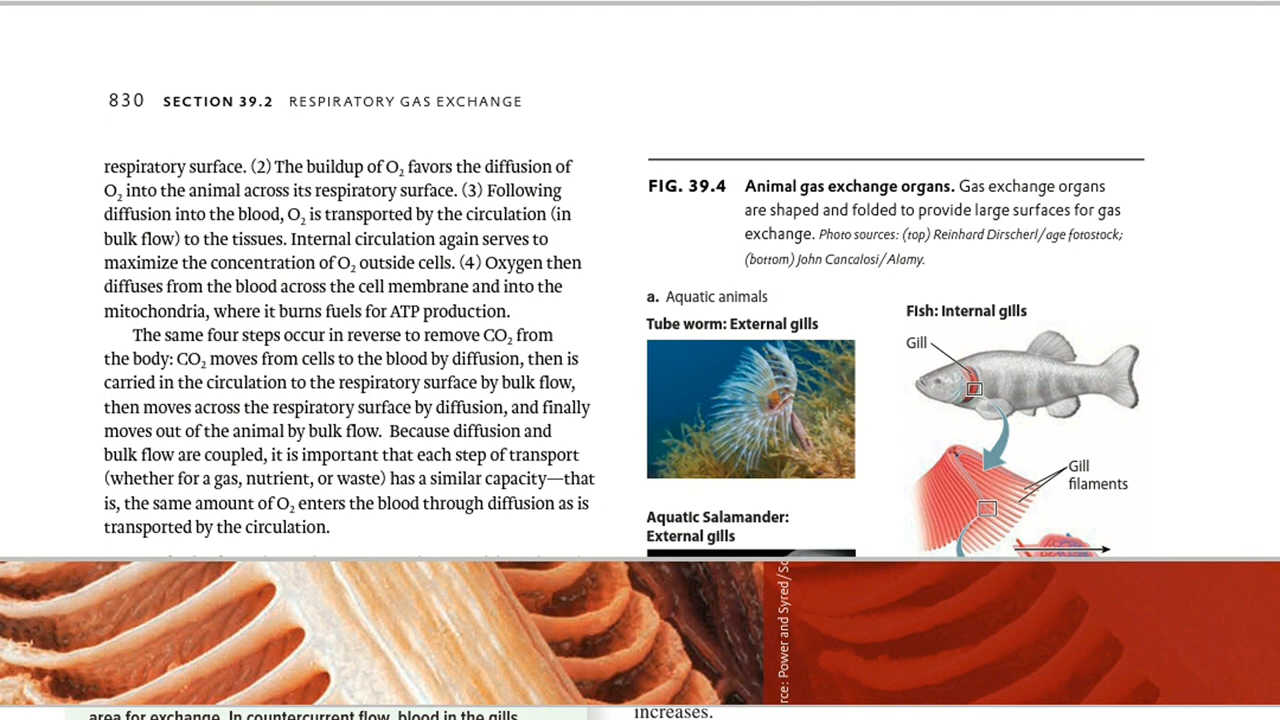 830 SECTION 39.2 RESPIRATORY GAS EXCHANGE
respiratory surface. (2) The buildup of O₂ favors the diffusion of
O₂ into the animal across its respiratory surface. (3) Following
diffusion into the blood, O₂ is transported by the circulation (in
bulk flow) to the tissues. Internal circulation again serves to
maximize the concentration of O₂ outside cells. (4) Oxygen then
diffuses from the blood across the cell membrane and into the
mitochondria, where it burns fuels for ATP production.
The same four steps occur in reverse to remove CO₂ from
the body: CO₂ moves from cells to the blood by diffusion, then is
carried in the circulation to the respiratory surface by bulk flow,
then moves across the respiratory surface by diffusion, and finally
moves out of the animal by bulk flow. Because diffusion and
bulk flow are coupled, it is important that each step of transport
(whether for a gas, nutrient, or waste) has a similar capacity—that
is, the same amount of O₂ enters the blood through diffusion as is
transported by the circulation.
FIG. 39.4 Animal gas exchange organs. Gas exchange organs
are shaped and folded to provide large surfaces for gas
exchange. Photo sources: (top) Reinhard Dirscherl/age fotostock;
(bottom) John Cancalosi/Alamy.
a. Aquatic animals
Tube worm: External gills
Fish: Internal gills
Gill
Gill
filaments
Aquatic Salamander:
External gills
Power and Syred/
area for exchange. In countercurrent flow, blood in the gills
increases.